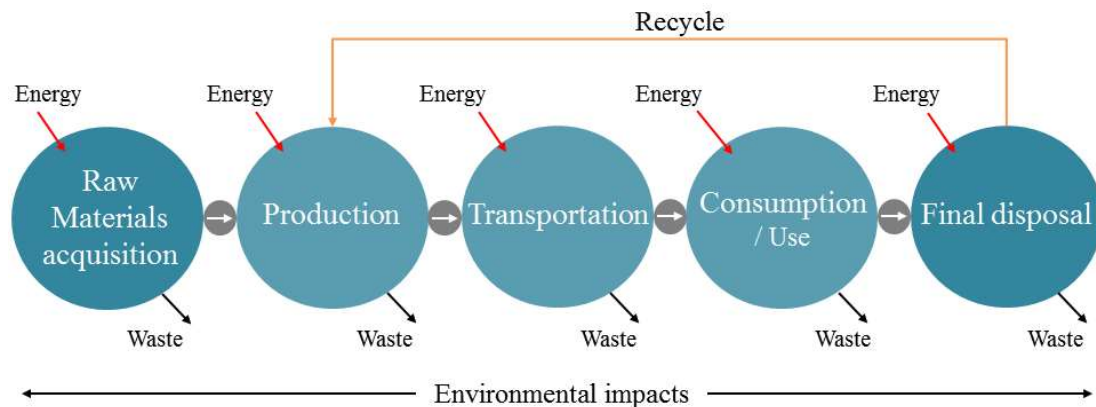 Recycle
Energy
Energy
Energy
Energy
Energy
Raw
Materials
acquisition
Production
Transportation
Consumption
/ Use
Final disposal
Waste
Waste
Waste
Waste
Waste
Environmental impacts